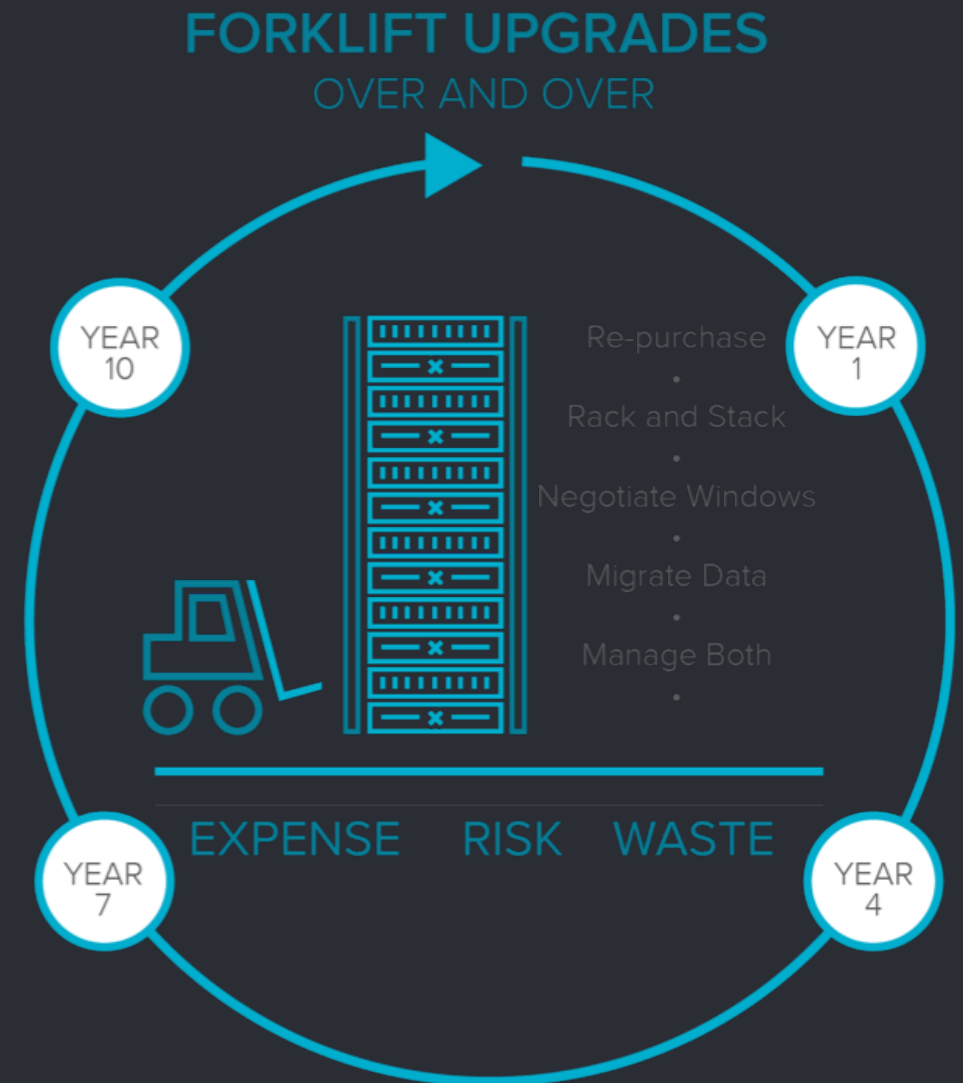 FORKLIFT UPGRADES
OVER AND OVER
YEAR
10
YEAR
1
Re-purchase
•
Rack and Stack
•
Negotiate Windows
•
Migrate Data
•
Manage Both
•
EXPENSE RISK WASTE
YEAR
7
YEAR
4